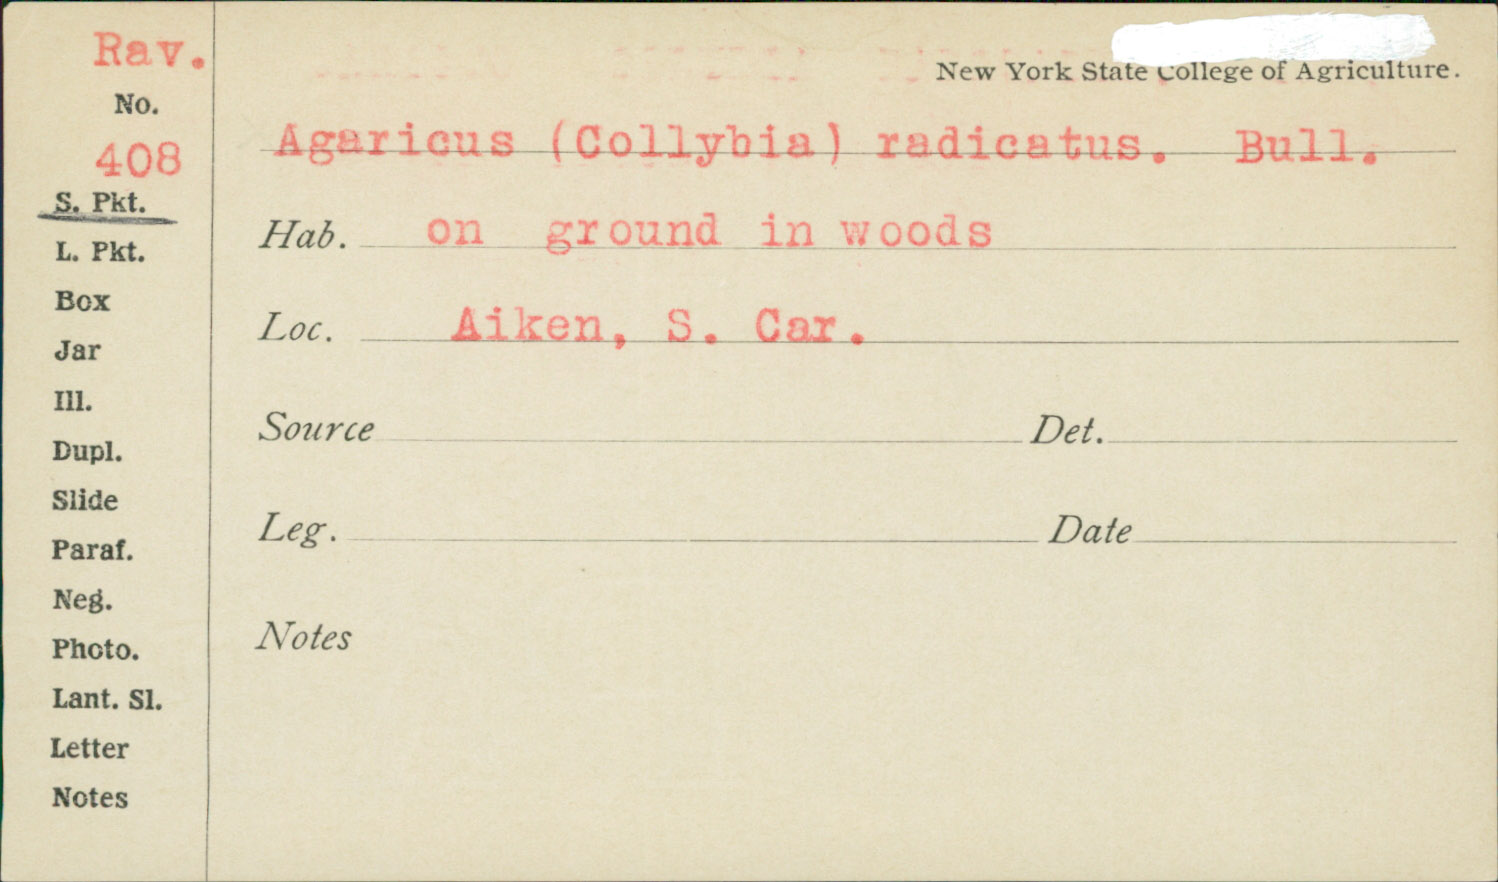 Rav.
No.
408
S. Pkt.
L. Pkt.
Box
Jar
Ill.
Dupl.
Slide
Paraf.
Neg.
Photo.
Lant. Sl.
Letter
Notes
New York State College of Agriculture.
Agaricus (Collybia) radicatus. Bull.
Hab. on ground in woods
Loc. Aiken, S. Car.
Source Det.
Leg. Date
Notes